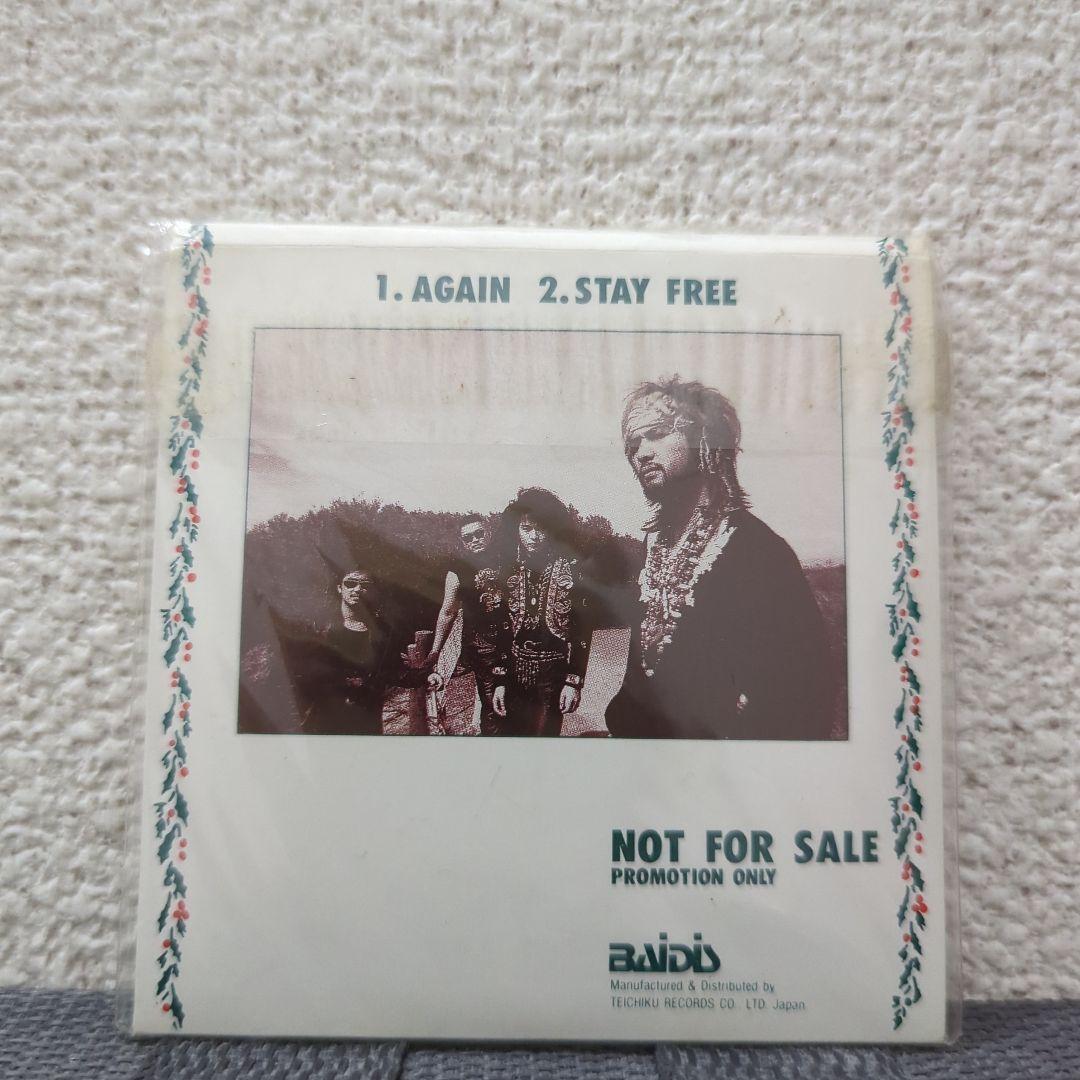 1. AGAIN 2. STAY FREE
NOT FOR SALE
PROMOTION ONLY
BAIDIS
Manufactured & Distributed by
TEICHIKU RECORDS CO. LTD. Japan